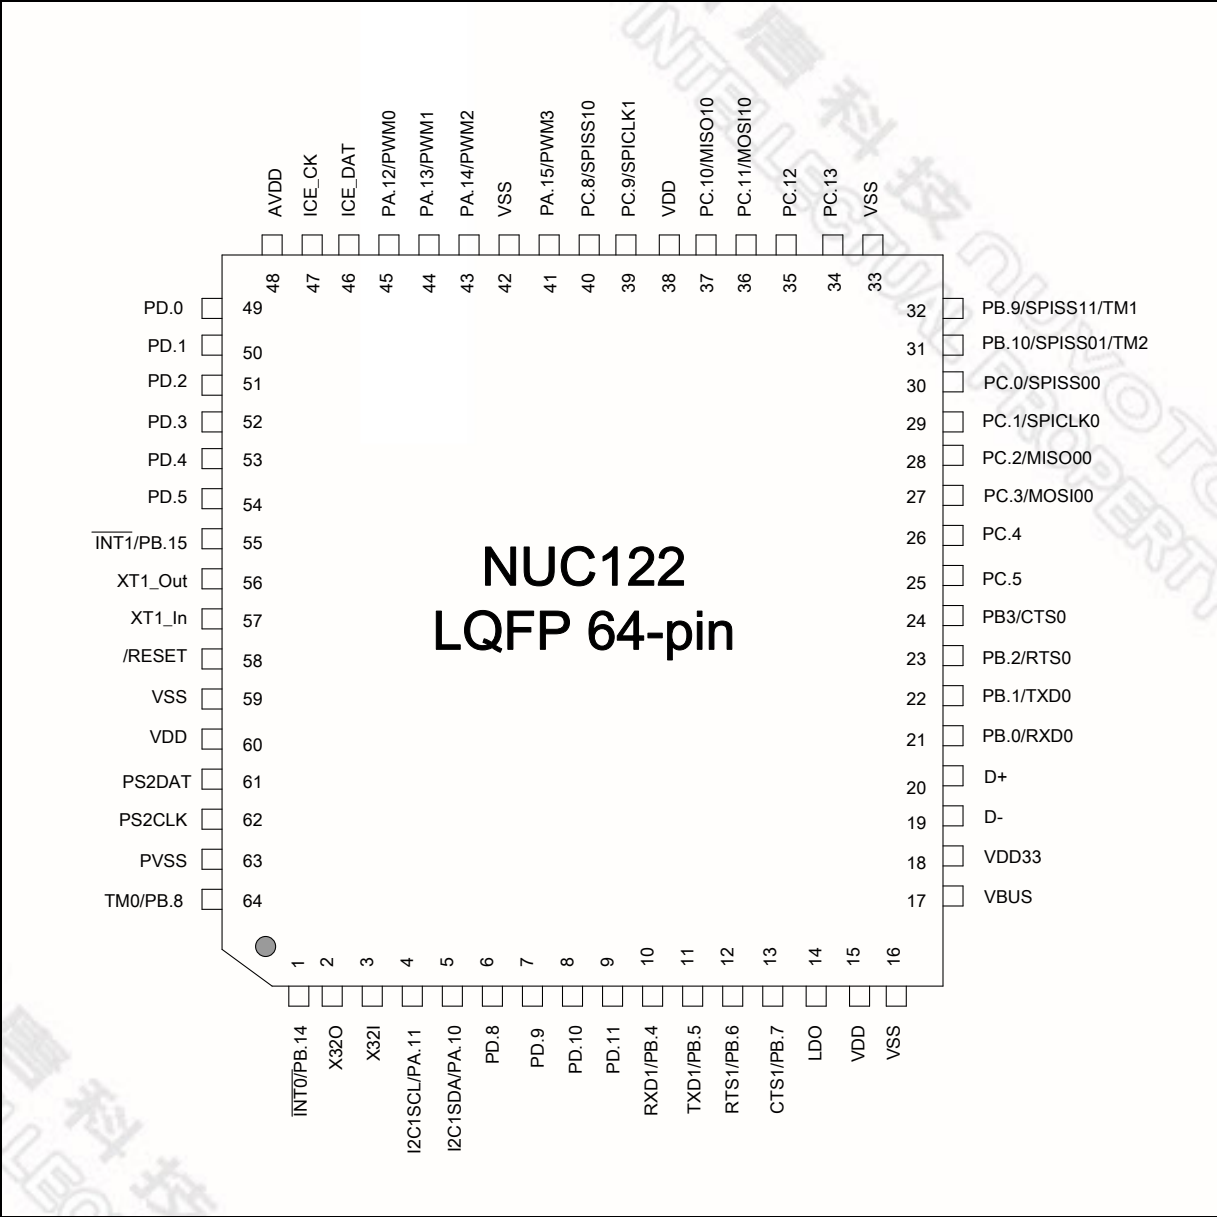 AVDD
ICE_CK
ICE_DAT
PA.12/PWM0
PA.13/PWM1
PA.14/PWM2
VSS
PA.15/PWM3
PC.8/SPISS10
PC.9/SPICLK1
VDD
PC.10/MISO10
PC.11/MOSI10
PC.12
PC.13
VSS
48
47
46
45
44
43
42
41
40
39
38
37
36
35
34
33
PD.0 49
PD.1 50
PD.2 51
PD.3 52
PD.4 53
PD.5 54
INT1/PB.15 55
XT1_Out 56
XT1_In 57
/RESET 58
VSS 59
VDD 60
PS2DAT 61
PS2CLK 62
PVSS 63
TM0/PB.8 64
NUC122
LQFP 64-pin
32 PB.9/SPISS11/TM1
31 PB.10/SPISS01/TM2
30 PC.0/SPISS00
29 PC.1/SPICLK0
28 PC.2/MISO00
27 PC.3/MOSI00
26 PC.4
25 PC.5
24 PB3/CTS0
23 PB.2/RTS0
22 PB.1/TXD0
21 PB.0/RXD0
20 D+
19 D-
18 VDD33
17 VBUS
1
2
3
4
5
6
7
8
9
10
11
12
13
14
15
16
INT0/PB.14
X32O
X32I
I2C1SCL/PA.11
I2C1SDA/PA.10
PD.8
PD.9
PD.10
PD.11
RXD1/PB.4
TXD1/PB.5
RTS1/PB.6
CTS1/PB.7
LDO
VDD
VSS
唐科技 NUVOTO
INTELLECTUAL PROPERTY
唐科技